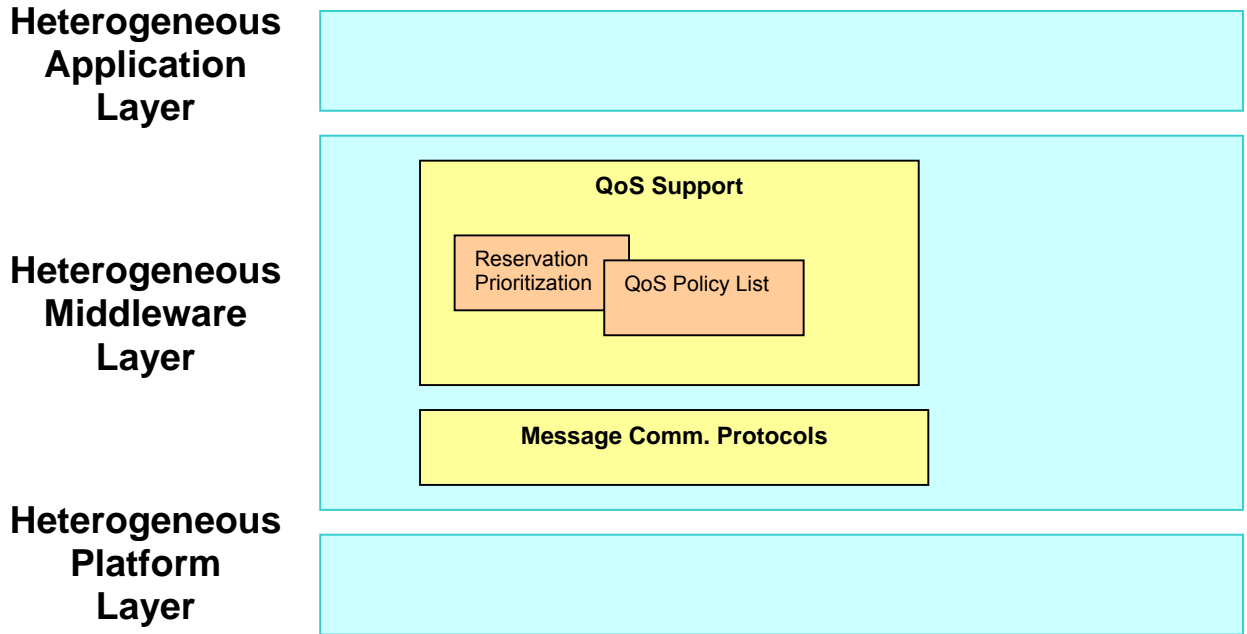 Heterogeneous
Application
Layer
Heterogeneous
Middleware
Layer
QoS Support
Reservation
Prioritization
QoS Policy List
Message Comm. Protocols
Heterogeneous
Platform
Layer